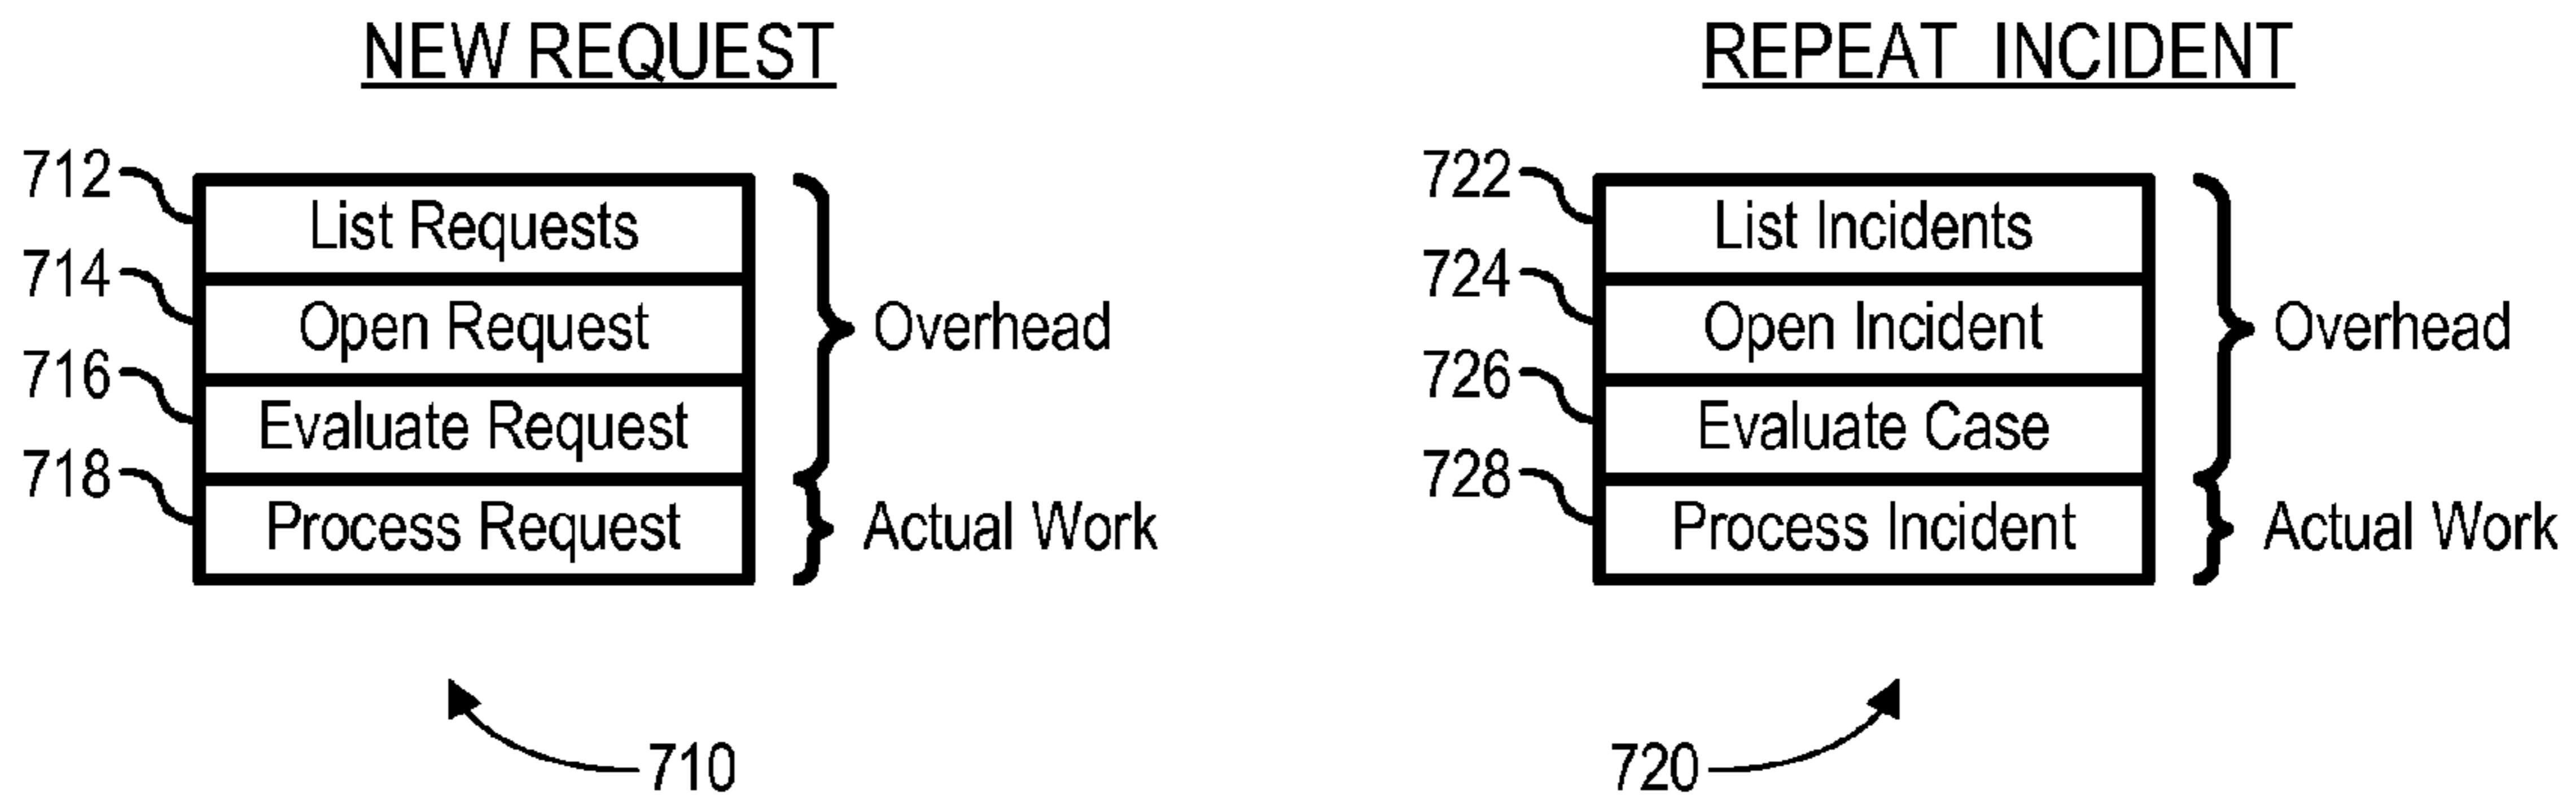 NEW REQUEST
712
List Requests
714
Open Request
716
Evaluate Request
718
Process Request
Overhead
Actual Work
710
REPEAT INCIDENT
722
List Incidents
724
Open Incident
726
Evaluate Case
728
Process Incident
Overhead
Actual Work
720